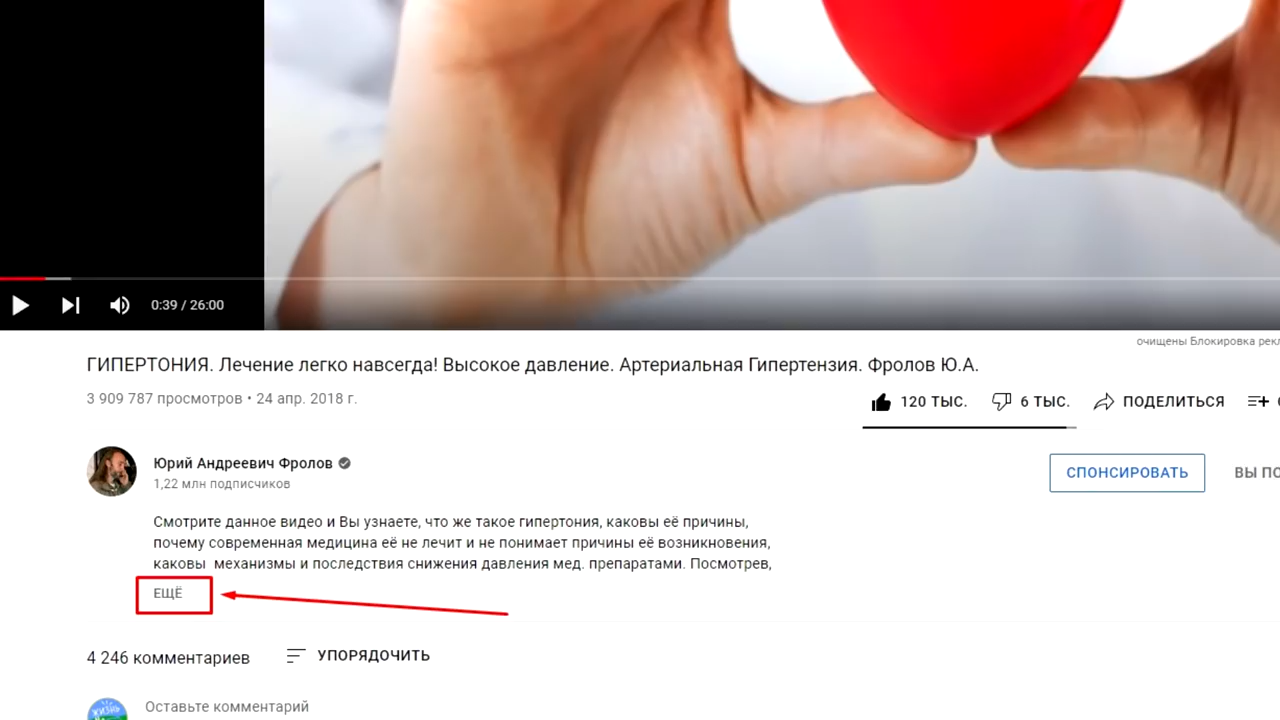 0:39 / 26:00
очищены Блокировка рекл
ГИПЕРТОНИЯ. Лечение легко навсегда! Высокое давление. Артериальная Гипертензия. Фролов Ю.А.
3 909 787 просмотров • 24 апр. 2018 г.
120 ТЫС. 6 ТЫС. ПОДЕЛИТЬСЯ С
Юрий Андреевич Фролов
1,22 млн подписчиков
СПОНСИРОВАТЬ ВЫ ПО
Смотрите данное видео и Вы узнаете, что же такое гипертония, каковы её причины,
почему современная медицина её не лечит и не понимает причины её возникновения,
каковы механизмы и последствия снижения давления мед. препаратами. Посмотрев,
ЕЩЁ
4 246 комментариев УПОРЯДОЧИТЬ
ЖИЗНЬ
Оставьте комментарий